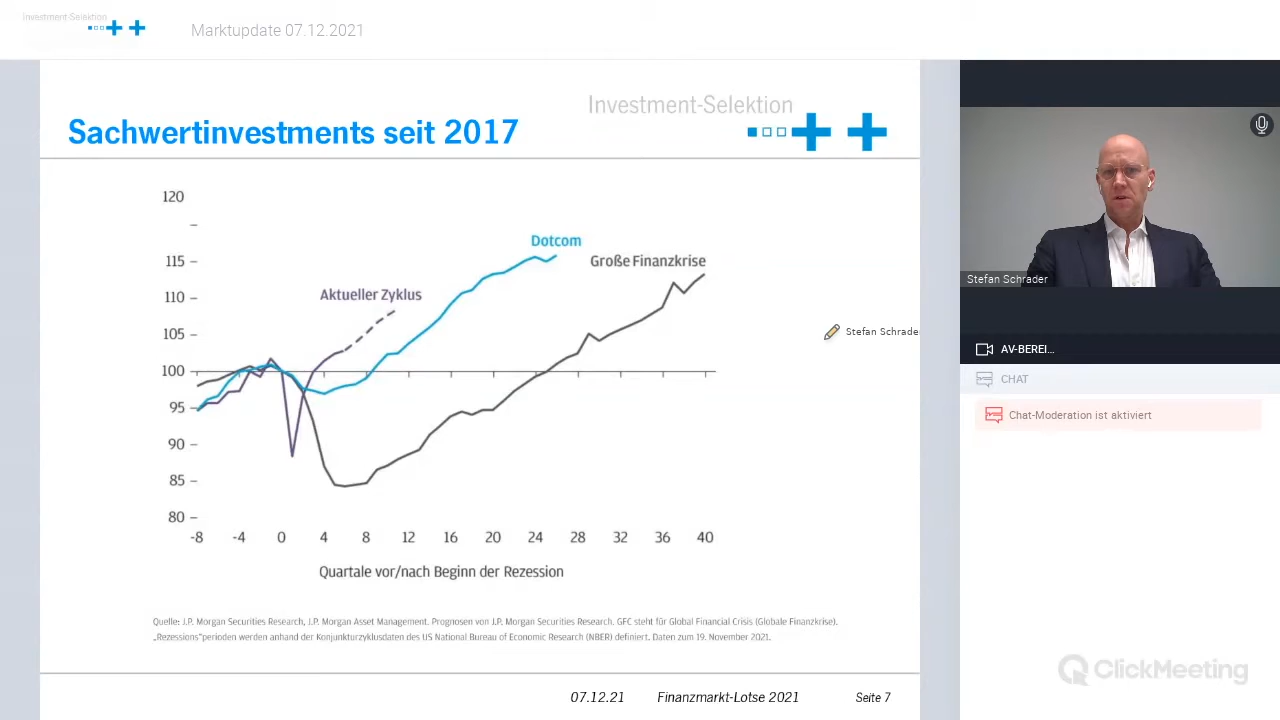 Investment-Selektion
Marktupdate 07.12.2021
Investment-Selektion
Sachwertinvestments seit 2017
120
115
110
105
100
95
90
85
80
Dotcom
Große Finanzkrise
Aktueller Zyklus
-8 -4 0 4 8 12 16 20 24 28 32 36 40
Quartale vor/nach Beginn der Rezession
Quelle: J.P. Morgan Securities Research, J.P. Morgan Asset Management. Prognosen von J.P. Morgan Securities Research. GFC steht für Global Financial Crisis (Globale Finanzkrise).
„Rezessions"perioden werden anhand der Konjunkturzyklusdaten des US National Bureau of Economic Research (NBER) definiert. Daten zum 19. November 2021.
07.12.21 Finanzmarkt-Lotse 2021 Seite 7
Stefan Schrader
Stefan Schrader
AV-BEREI...
CHAT
Chat-Moderation ist aktiviert
ClickMeeting